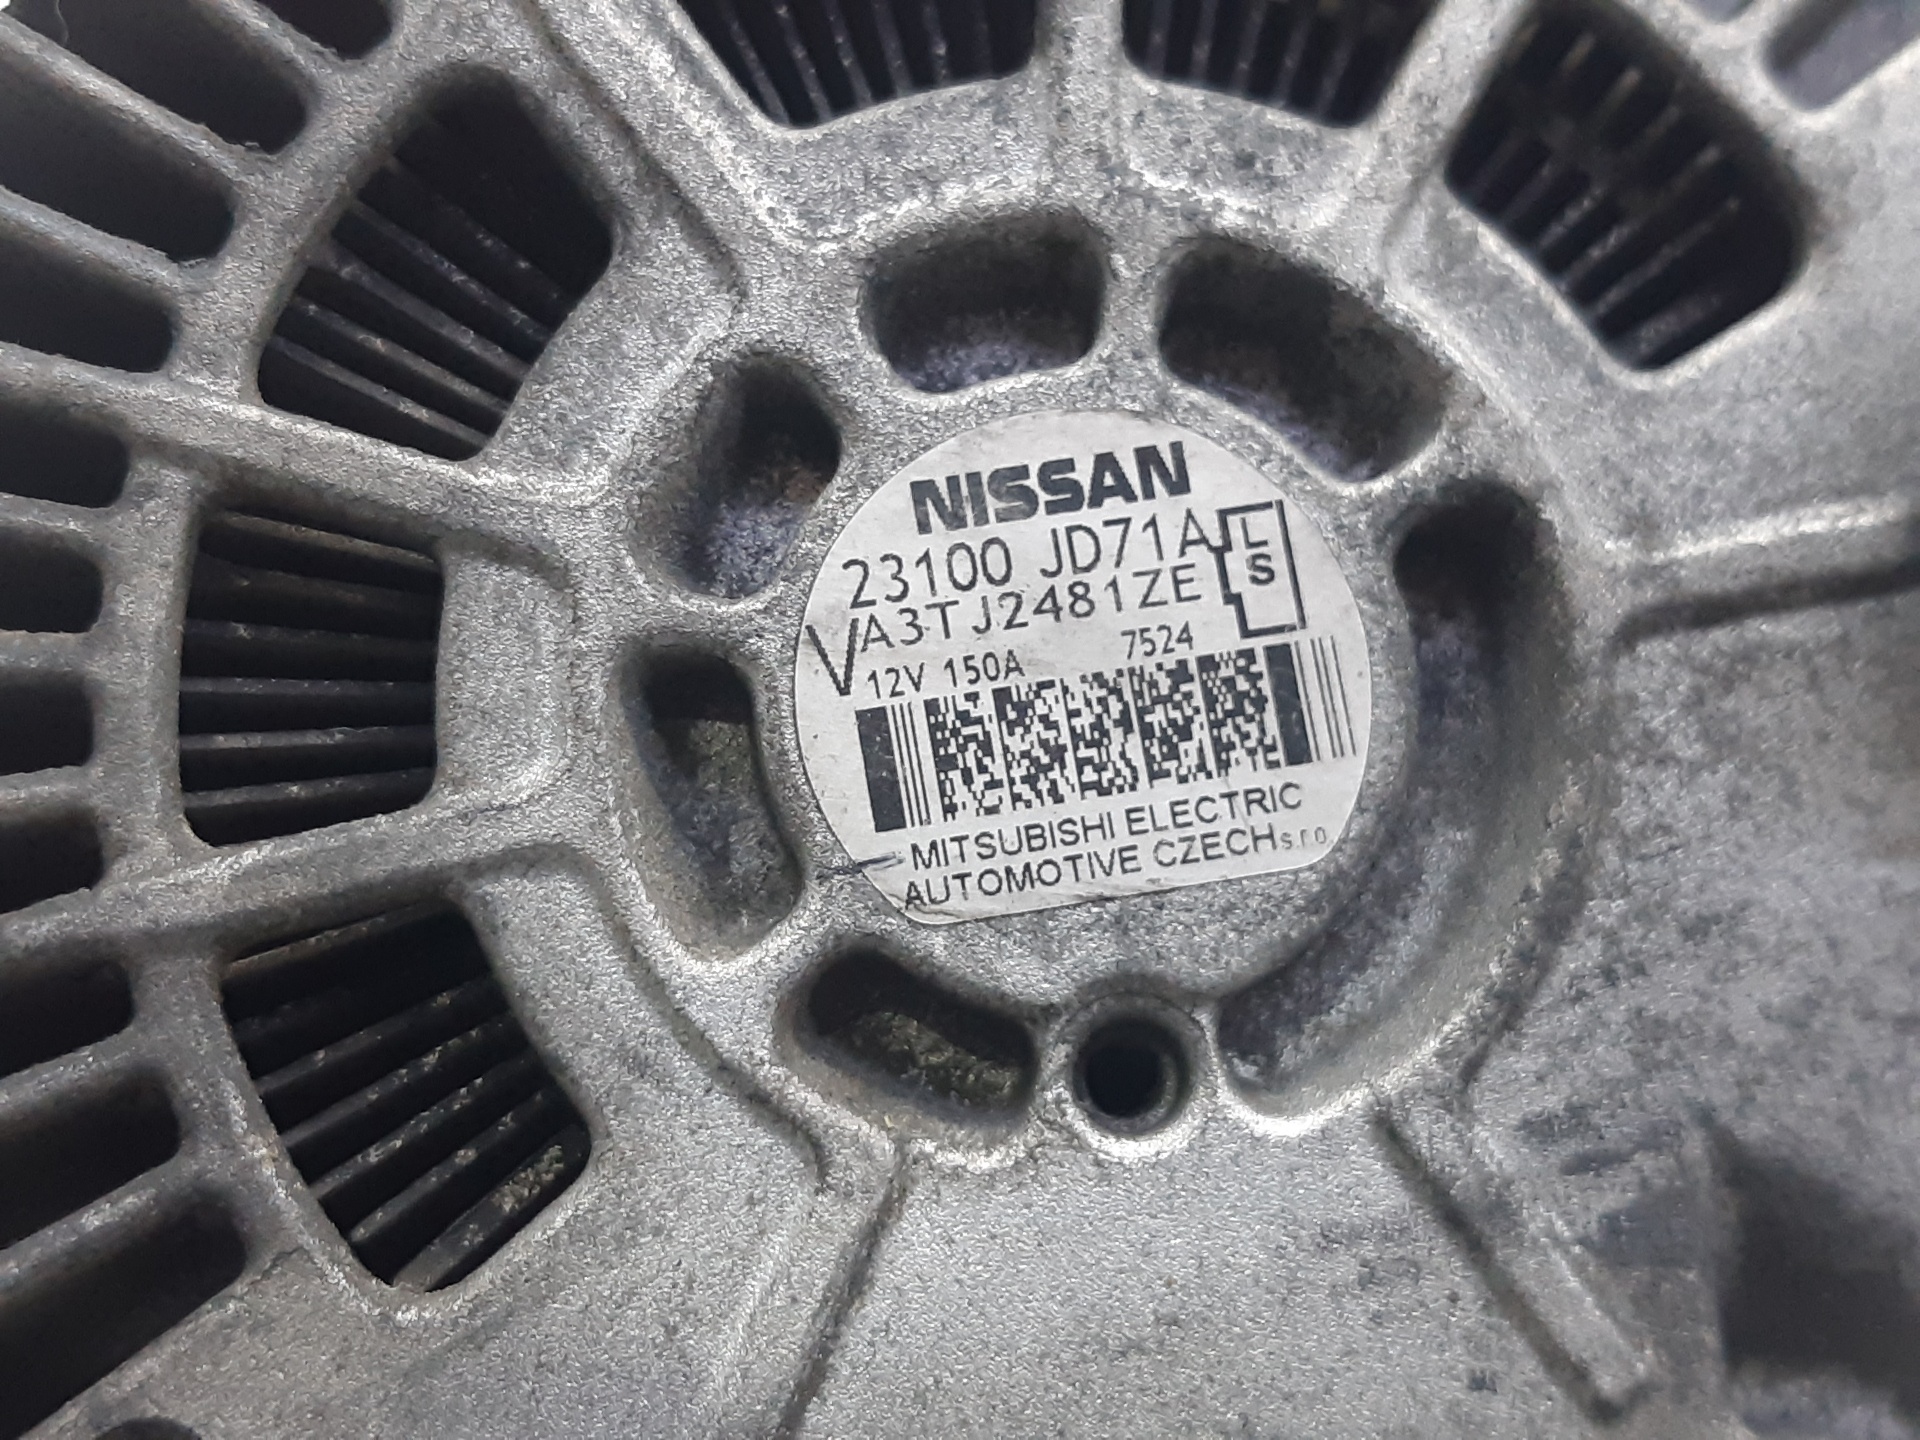 NISSAN
23100 JD71A
VA3TJ2481ZE
L
S
12V 150A
7524
MITSUBISHI ELECTRIC
AUTOMOTIVE CZECH s.r.o.